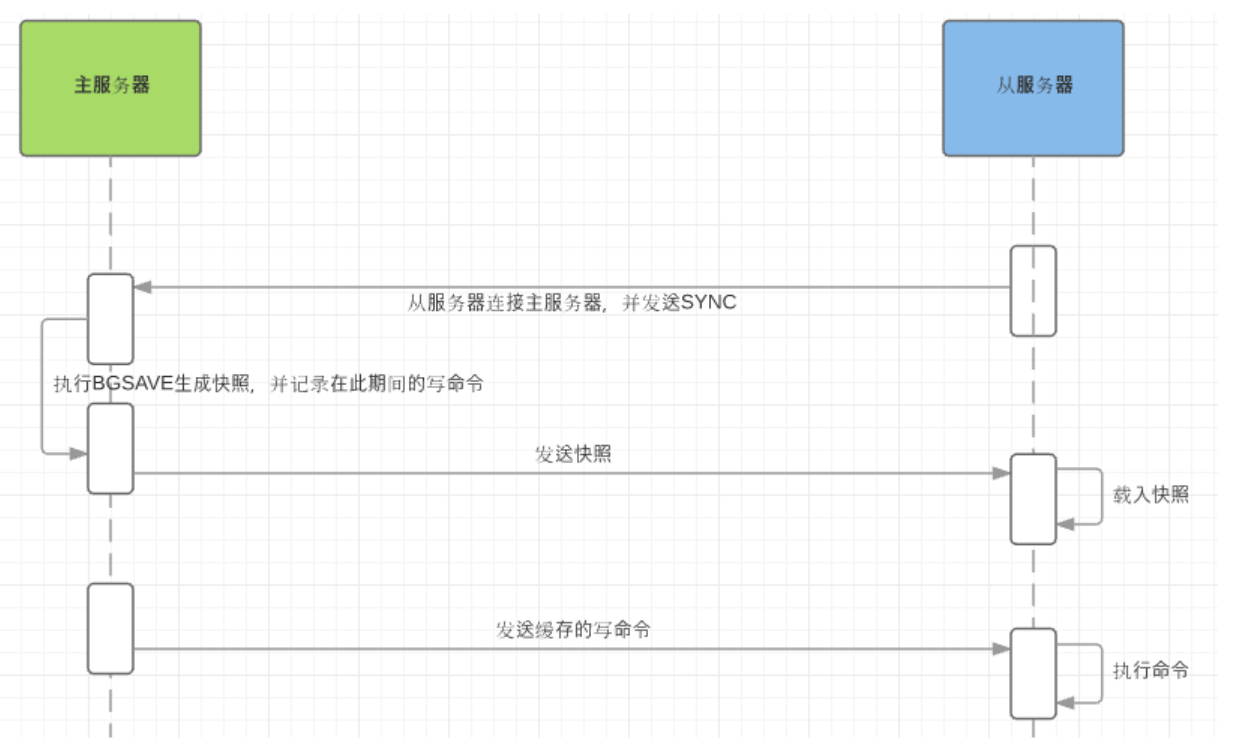 主服务器
从服务器
从服务器连接主服务器，并发送SYNC
执行BGSAVE生成快照，并记录在此期间的写命令
发送快照
载入快照
发送缓存的写命令
执行命令